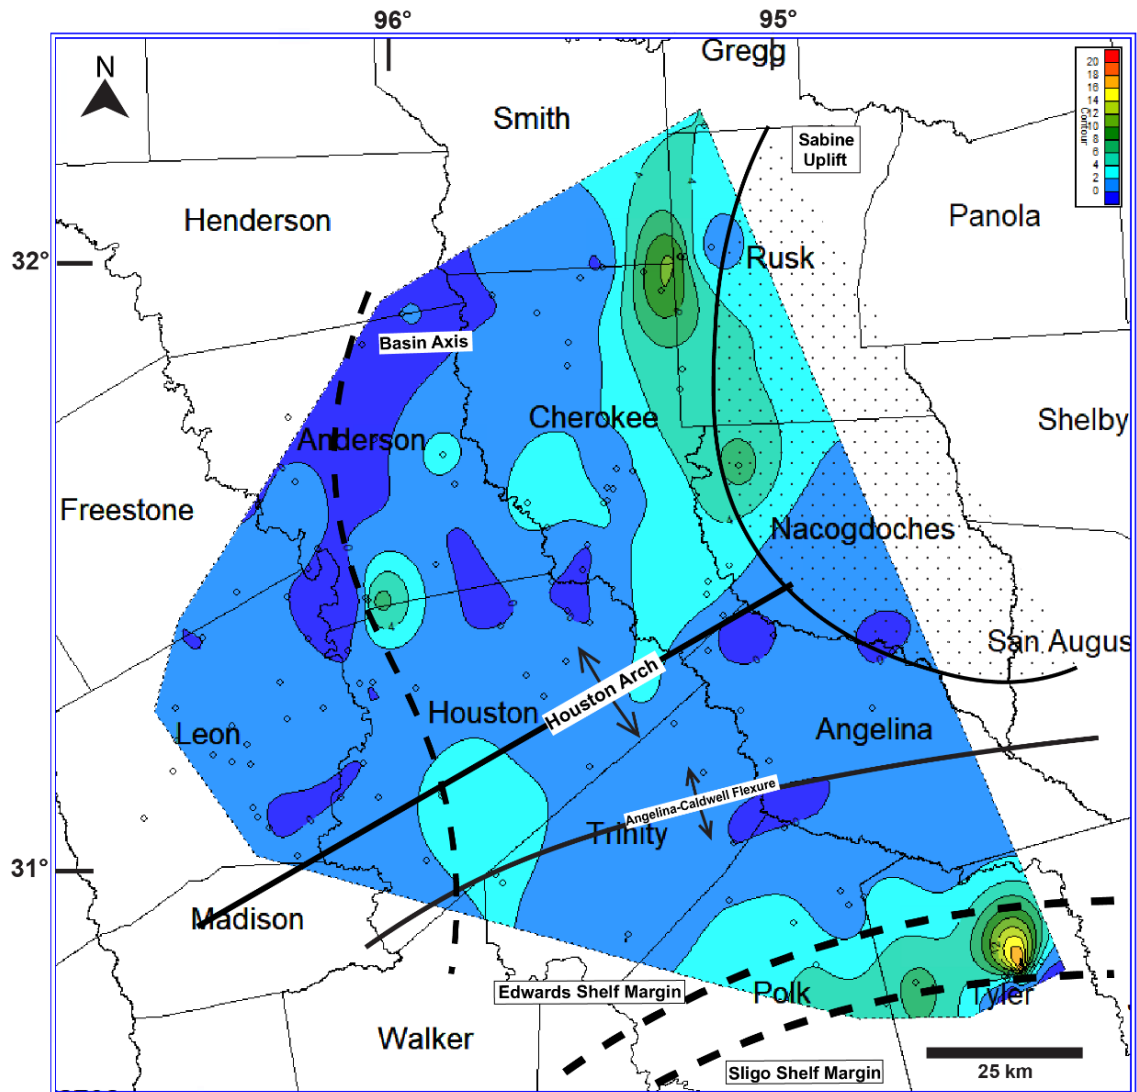 96°
95°
N
Gregg
20
18
16
14
12
10
8
6
4
2
0
Contour
Smith
Sabine
Uplift
Henderson
Panola
32°
Rusk
Basin Axis
Cherokee
Shelby
Anderson
Freestone
Nacogdoches
4
San Augus
Houston Arch
Houston
Leon
Angelina
Angelina-Caldwell Flexure
Trinity
31°
Madison
Edwards Shelf Margin
Polk
Tyler
Walker
Sligo Shelf Margin
25 km